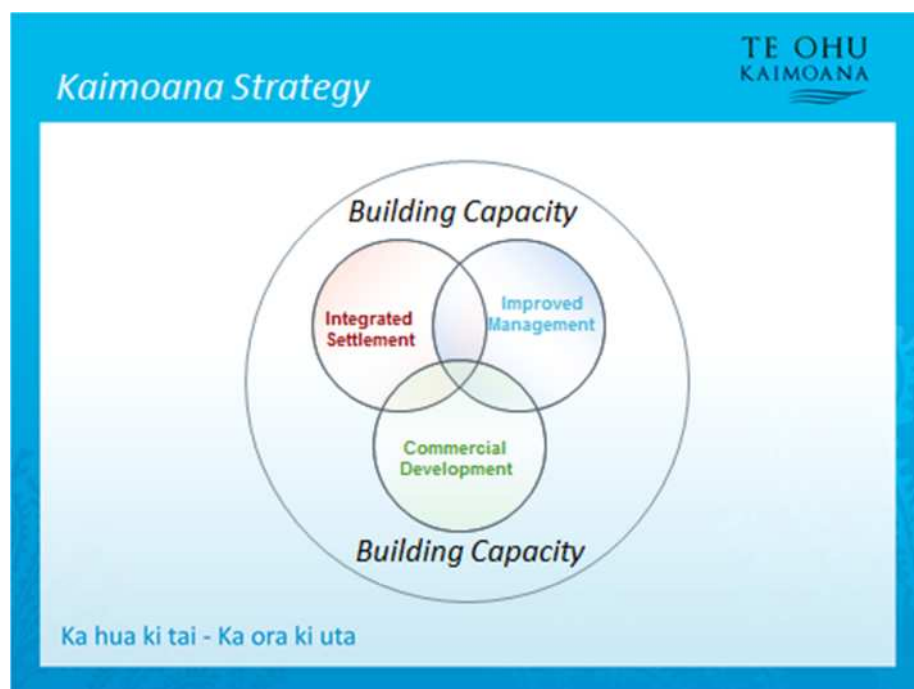 TE OHU
KAIMOANA
Kaimoana Strategy
Building Capacity
Integrated
Settlement
Improved
Management
Commercial
Development
Building Capacity
Ka hua ki tai - Ka ora ki uta